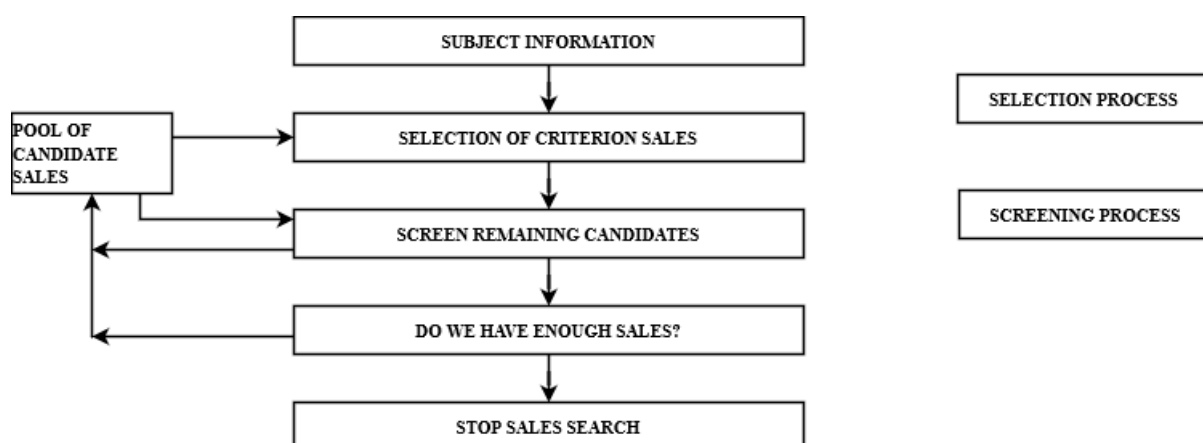 SUBJECT INFORMATION
SELECTION PROCESS
POOL OF
CANDIDATE
SALES
SELECTION OF CRITERION SALES
SCREENING PROCESS
SCREEN REMAINING CANDIDATES
DO WE HAVE ENOUGH SALES?
STOP SALES SEARCH